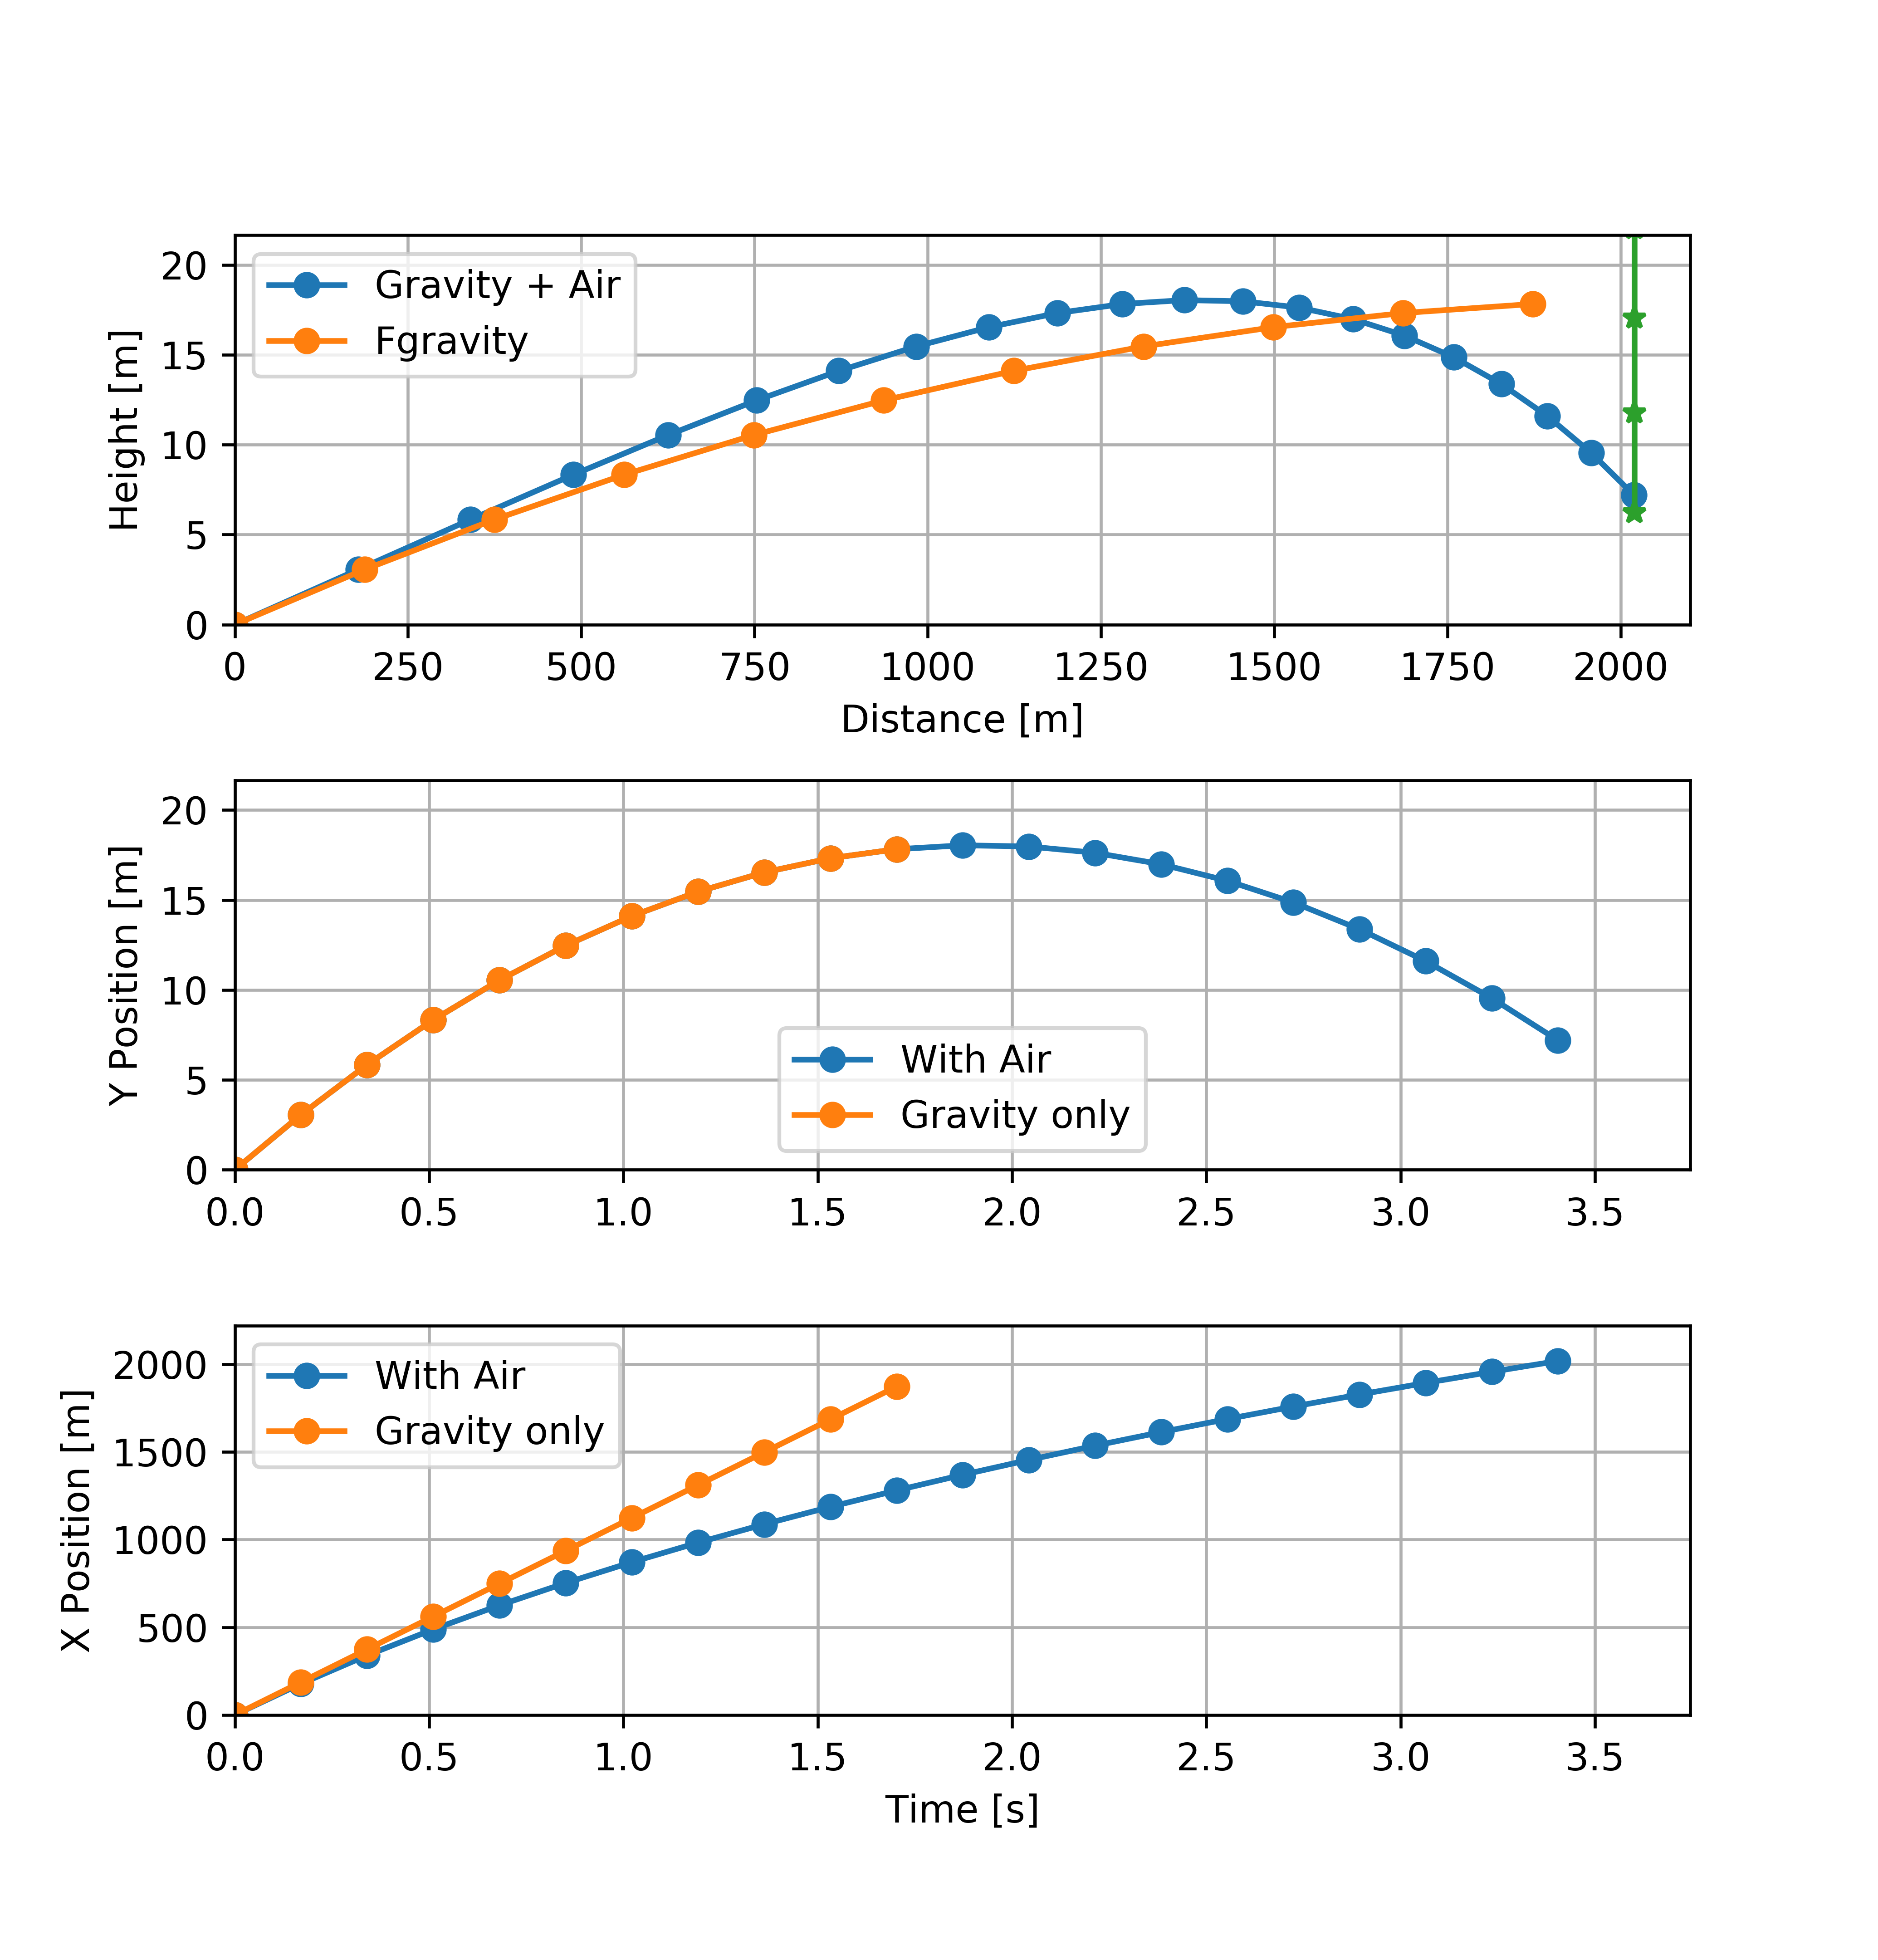 20
15
10
5
0
Height [m]
Gravity + Air
Fgravity
0 250 500 750 1000 1250 1500 1750 2000
Distance [m]
20
15
10
5
0
Y Position [m]
With Air
Gravity only
0.0 0.5 1.0 1.5 2.0 2.5 3.0 3.5
2000
1500
1000
500
0
X Position [m]
With Air
Gravity only
0.0 0.5 1.0 1.5 2.0 2.5 3.0 3.5
Time [s]